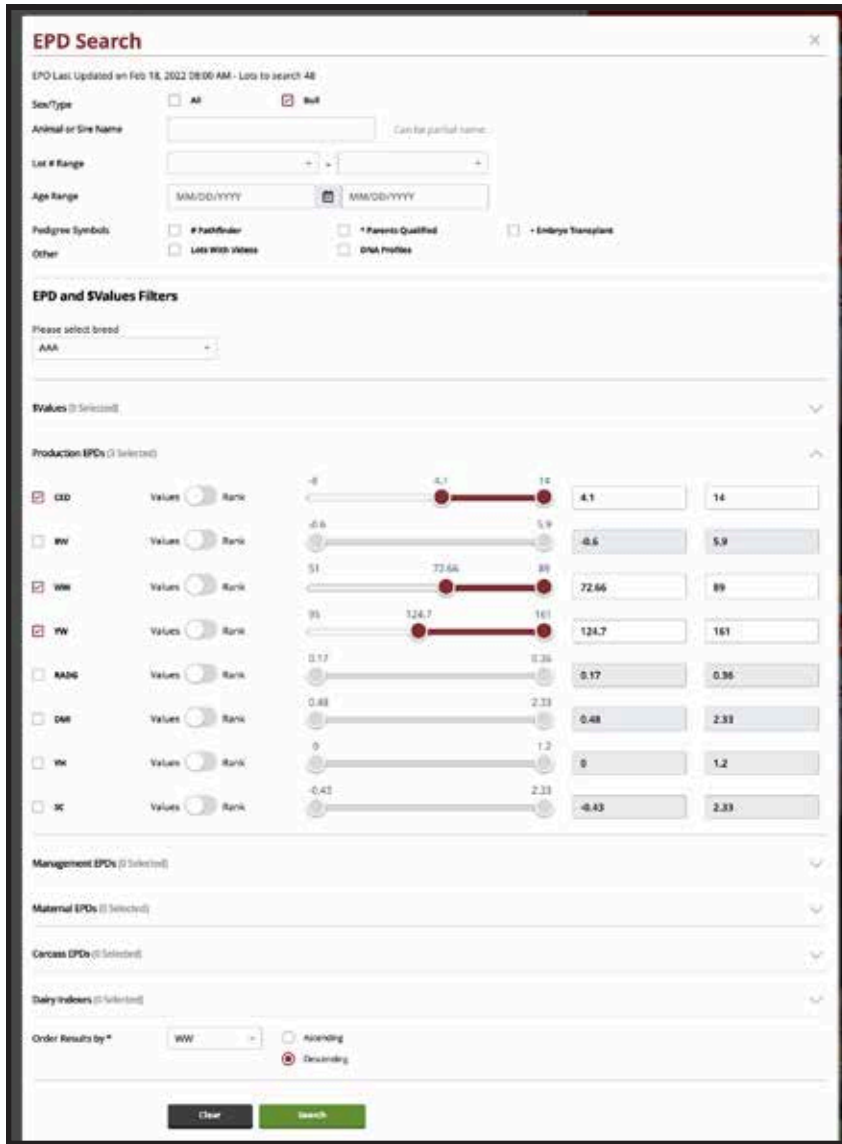 EPD Search
EPD Last Updated on Feb 18, 2022 08:00 AM - Lots to search 48
Sex/Type All Bull
Animal or Sire Name Can be partial name
Lot # Range -
Age Range MM/DD/YYYY MM/DD/YYYY
Pedigree Symbols # Pathfinder * Parents Qualified + Embryo Transplant
Other Lots With Videos DNA Profiles
EPD and $Values Filters
Please select breed
AAA
$Values (0 Selected)
Production EPDs (3 Selected)
-8 4.1 14
CED Values Rank 4.1 14
-0.6 5.9
BW Values Rank -0.6 5.9
51 72.66 89
WW Values Rank 72.66 89
95 124.7 161
YW Values Rank 124.7 161
0.17 0.36
RADG Values Rank 0.17 0.36
0.48 2.33
DMI Values Rank 0.48 2.33
0 1.2
YH Values Rank 0 1.2
-0.43 2.33
SC Values Rank -0.43 2.33
Management EPDs (0 Selected)
Maternal EPDs (0 Selected)
Carcass EPDs (0 Selected)
Dairy Indexes (0 Selected)
Order Results by * WW Ascending
Descending
Clear Search